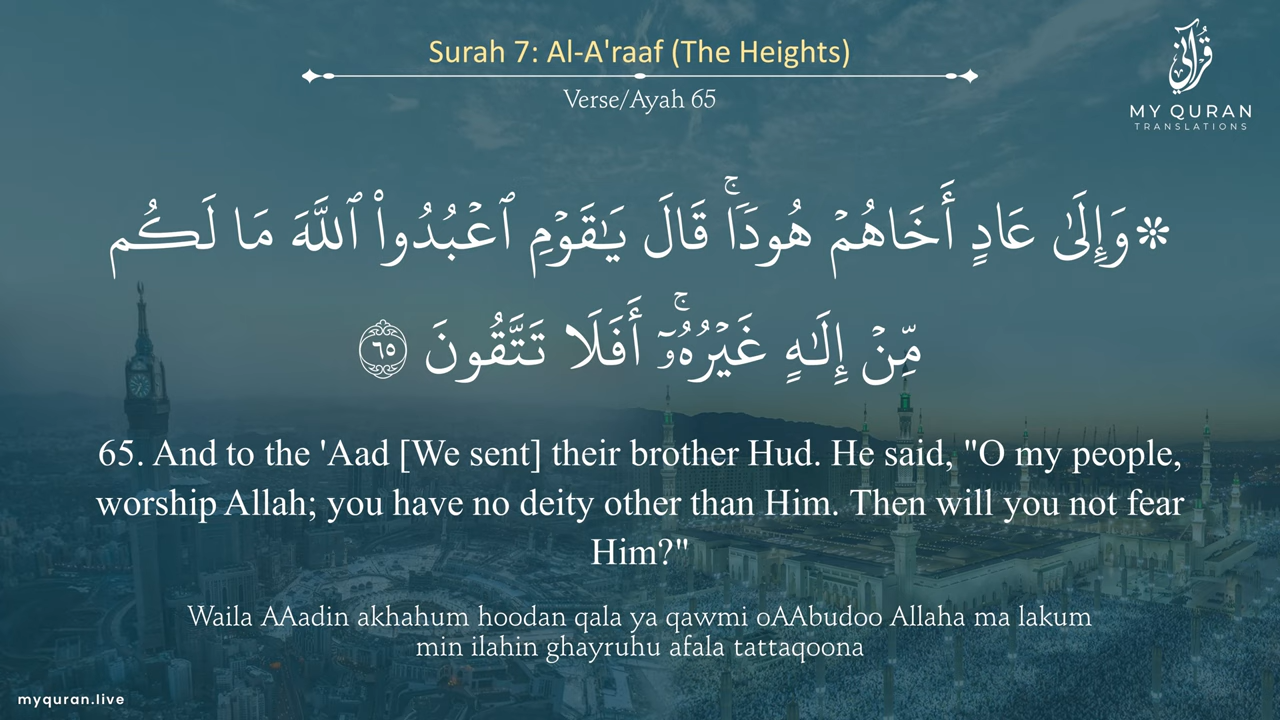 Surah 7: Al-A'raaf (The Heights)
Verse/Ayah 65
MY QURAN
TRANSLATIONS
۞وَإِلَىٰ عَادٍ أَخَاهُمۡ هُودٗاۚ قَالَ يَٰقَوۡمِ ٱعۡبُدُواْ ٱللَّهَ مَا لَكُم
مِّنۡ إِلَٰهٍ غَيۡرُهُۥٓۚ أَفَلَا تَتَّقُونَ ٦٥
65. And to the 'Aad [We sent] their brother Hud. He said, "O my people,
worship Allah; you have no deity other than Him. Then will you not fear
Him?"
Waila AAadin akhahum hoodan qala ya qawmi oAAbudoo Allaha ma lakum
min ilahin ghayruhu afala tattaqoona
myquran.live